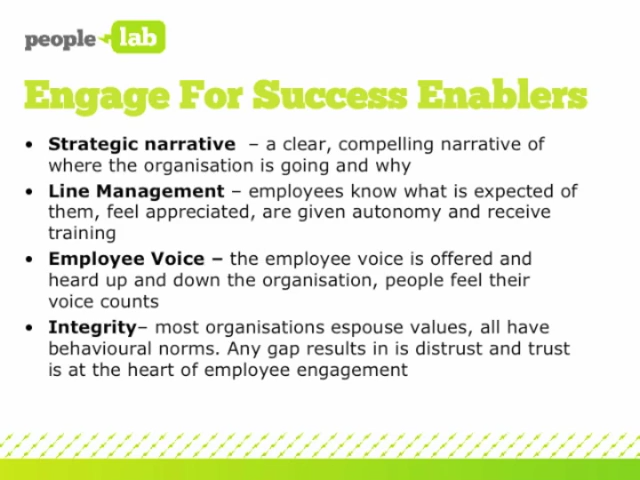 people lab
Engage For Success Enablers
• Strategic narrative – a clear, compelling narrative of
where the organisation is going and why
• Line Management – employees know what is expected of
them, feel appreciated, are given autonomy and receive
training
• Employee Voice – the employee voice is offered and
heard up and down the organisation, people feel their
voice counts
• Integrity– most organisations espouse values, all have
behavioural norms. Any gap results in is distrust and trust
is at the heart of employee engagement